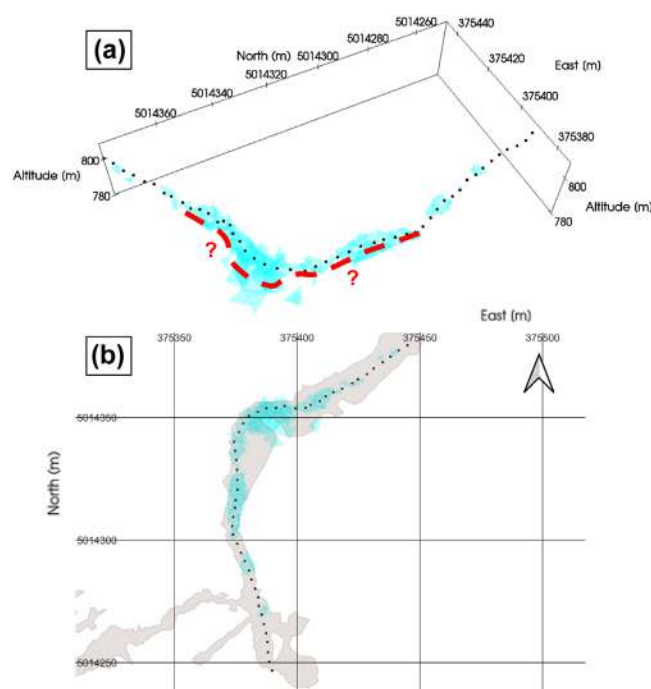 (a)
5014260
375440
5014280
North (m)
5014300
375420
East (m)
5014320
5014340
375400
5014360
375380
800
Altitude (m)
780
800
Altitude (m)
780
?
?
East (m)
(b)
375350
375400
375450
375500
5014350
North (m)
5014300
5014250